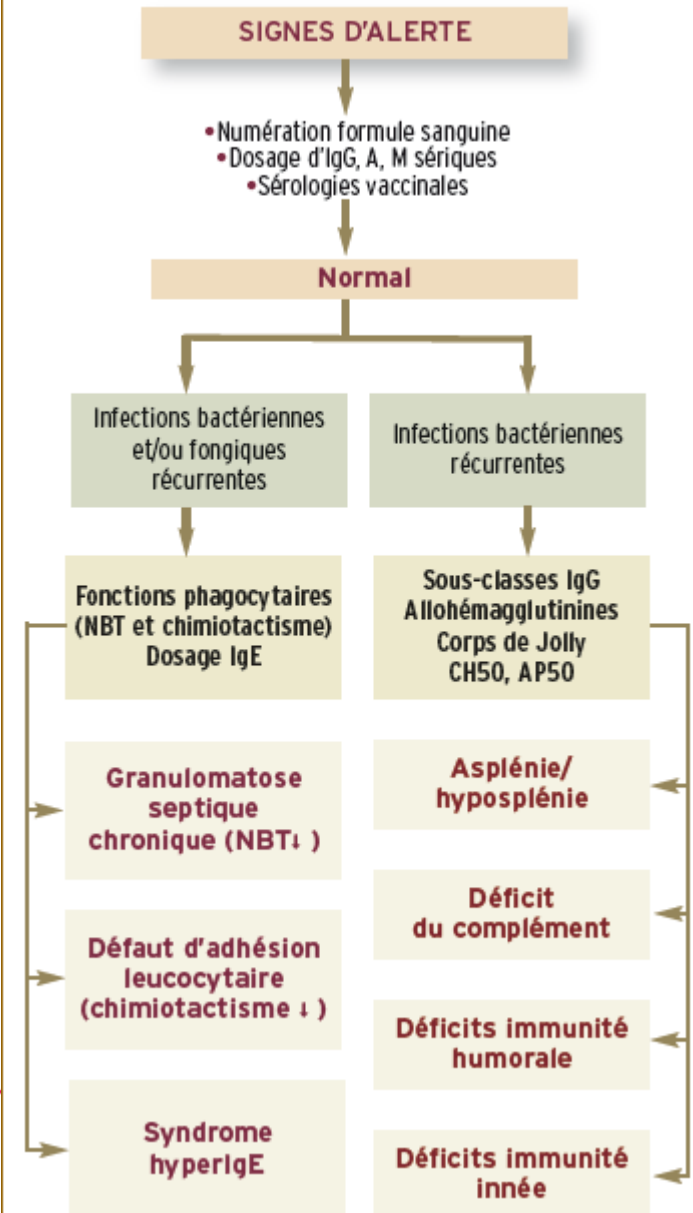 SIGNES D'ALERTE
•Numération formule sanguine
•Dosage d'IgG, A, M sériques
•Sérologies vaccinales
Normal
Infections bactériennes
et/ou fongiques
récurrentes
Infections bactériennes
récurrentes
Fonctions phagocytaires
(NBT et chimiotactisme)
Dosage IgE
Sous-classes IgG
Allohémagglutinines
Corps de Jolly
CH50, AP50
Granulomatose
septique
chronique (NBT↓ )
Défaut d'adhésion
leucocytaire
(chimiotactisme ↓ )
Syndrome
hyperIgE
Asplénie/
hyposplénie
Déficit
du complément
Déficits immunité
humorale
Déficits immunité
innée